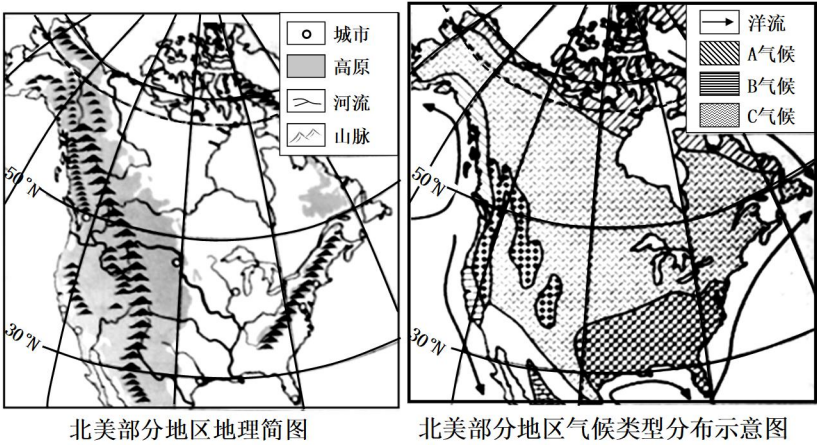 城市
高原
河流
山脉
50°N
30°N
北美部分地区地理简图
洋流
A气候
B气候
C气候
50°N
30°N
北美部分地区气候类型分布示意图